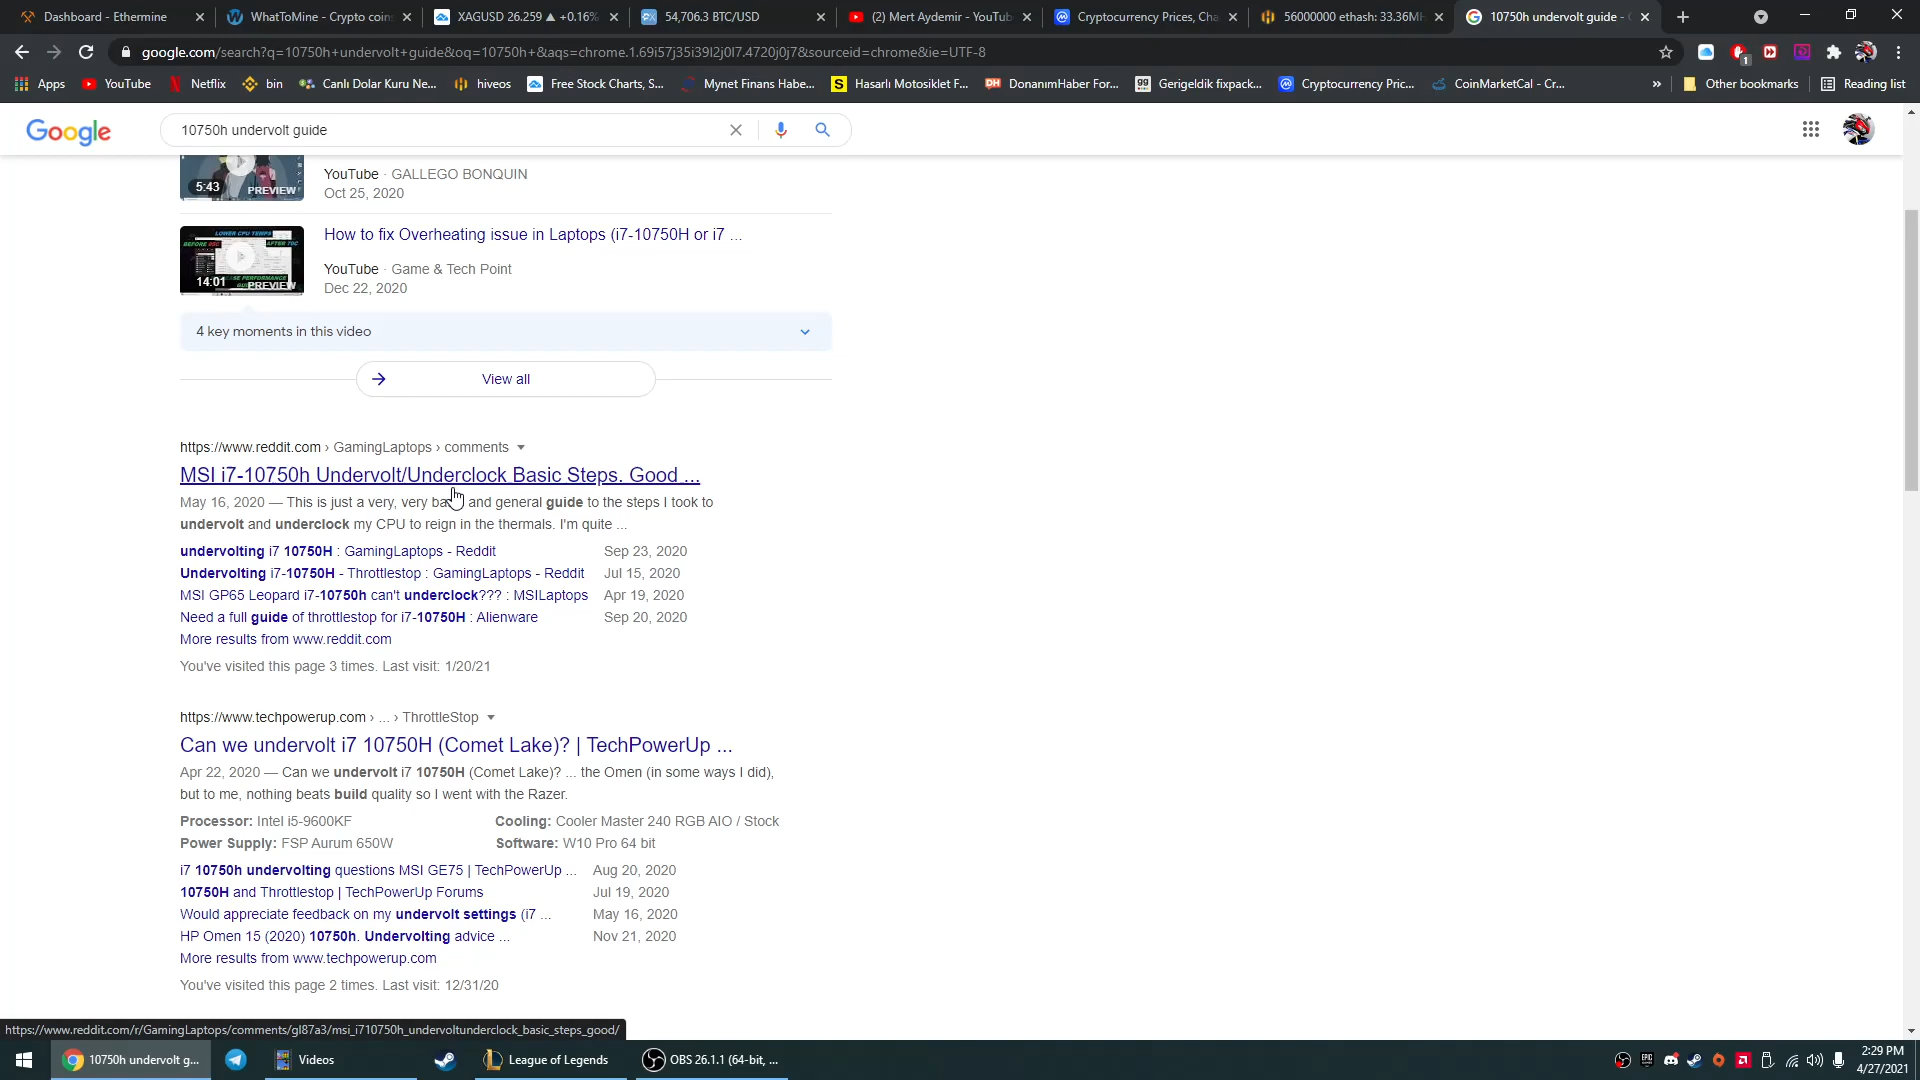 Dashboard - Ethermine
WhatToMine - Crypto coins
XAGUSD 26.259 ▲ +0.16%
54,706.3 BTC/USD
(2) Mert Aydemir - YouTub
Cryptocurrency Prices, Cha
56000000 ethash: 33.36MH
10750h undervolt guide -
google.com/search?q=10750h+undervolt+guide&oq=10750h+&aqs=chrome.1.69i57j35i39l2j0l7.4720j0j7&sourceid=chrome&ie=UTF-8
1
Apps
YouTube
Netflix
bin
Canlı Dolar Kuru Ne...
hiveos
Free Stock Charts, S...
Mynet Finans Habe...
Hasarlı Motosiklet F...
DonanımHaber For...
Gerigeldik fixpack...
Cryptocurrency Pric...
CoinMarketCal - Cr...
»
Other bookmarks
Reading list
Google
10750h undervolt guide
5:43
PREVIEW
YouTube · GALLEGO BONQUIN
Oct 25, 2020
LOWER CPU TEMPS
14:01
PREVIEW
How to fix Overheating issue in Laptops (i7-10750H or i7 ...
YouTube · Game & Tech Point
Dec 22, 2020
4 key moments in this video
View all
https://www.reddit.com › GamingLaptops › comments
MSI i7-10750h Undervolt/Underclock Basic Steps. Good ...
May 16, 2020 — This is just a very, very and general guide to the steps I took to
undervolt and underclock my CPU to reign in the thermals. I'm quite ...
undervolting i7 10750H : GamingLaptops - Reddit Sep 23, 2020
Undervolting i7-10750H - Throttlestop : GamingLaptops - Reddit Jul 15, 2020
MSI GP65 Leopard i7-10750h can't underclock??? : MSILaptops Apr 19, 2020
Need a full guide of throttlestop for i7-10750H : Alienware Sep 20, 2020
More results from www.reddit.com
You've visited this page 3 times. Last visit: 1/20/21
https://www.techpowerup.com › ... › ThrottleStop
Can we undervolt i7 10750H (Comet Lake)? | TechPowerUp ...
Apr 22, 2020 — Can we undervolt i7 10750H (Comet Lake)? ... the Omen (in some ways I did),
but to me, nothing beats build quality so I went with the Razer.
Processor: Intel i5-9600KF Cooling: Cooler Master 240 RGB AIO / Stock
Power Supply: FSP Aurum 650W Software: W10 Pro 64 bit
i7 10750h undervolting questions MSI GE75 | TechPowerUp ... Aug 20, 2020
10750H and Throttlestop | TechPowerUp Forums Jul 19, 2020
Would appreciate feedback on my undervolt settings (i7 ... May 16, 2020
HP Omen 15 (2020) 10750h. Undervolting advice ... Nov 21, 2020
More results from www.techpowerup.com
You've visited this page 2 times. Last visit: 12/31/20
https://www.reddit.com/r/GamingLaptops/comments/gl87a3/msi_i710750h_undervoltunderclock_basic_steps_good/
10750h undervolt g...
Videos
League of Legends
OBS 26.1.1 (64-bit, ...
2:29 PM
4/27/2021